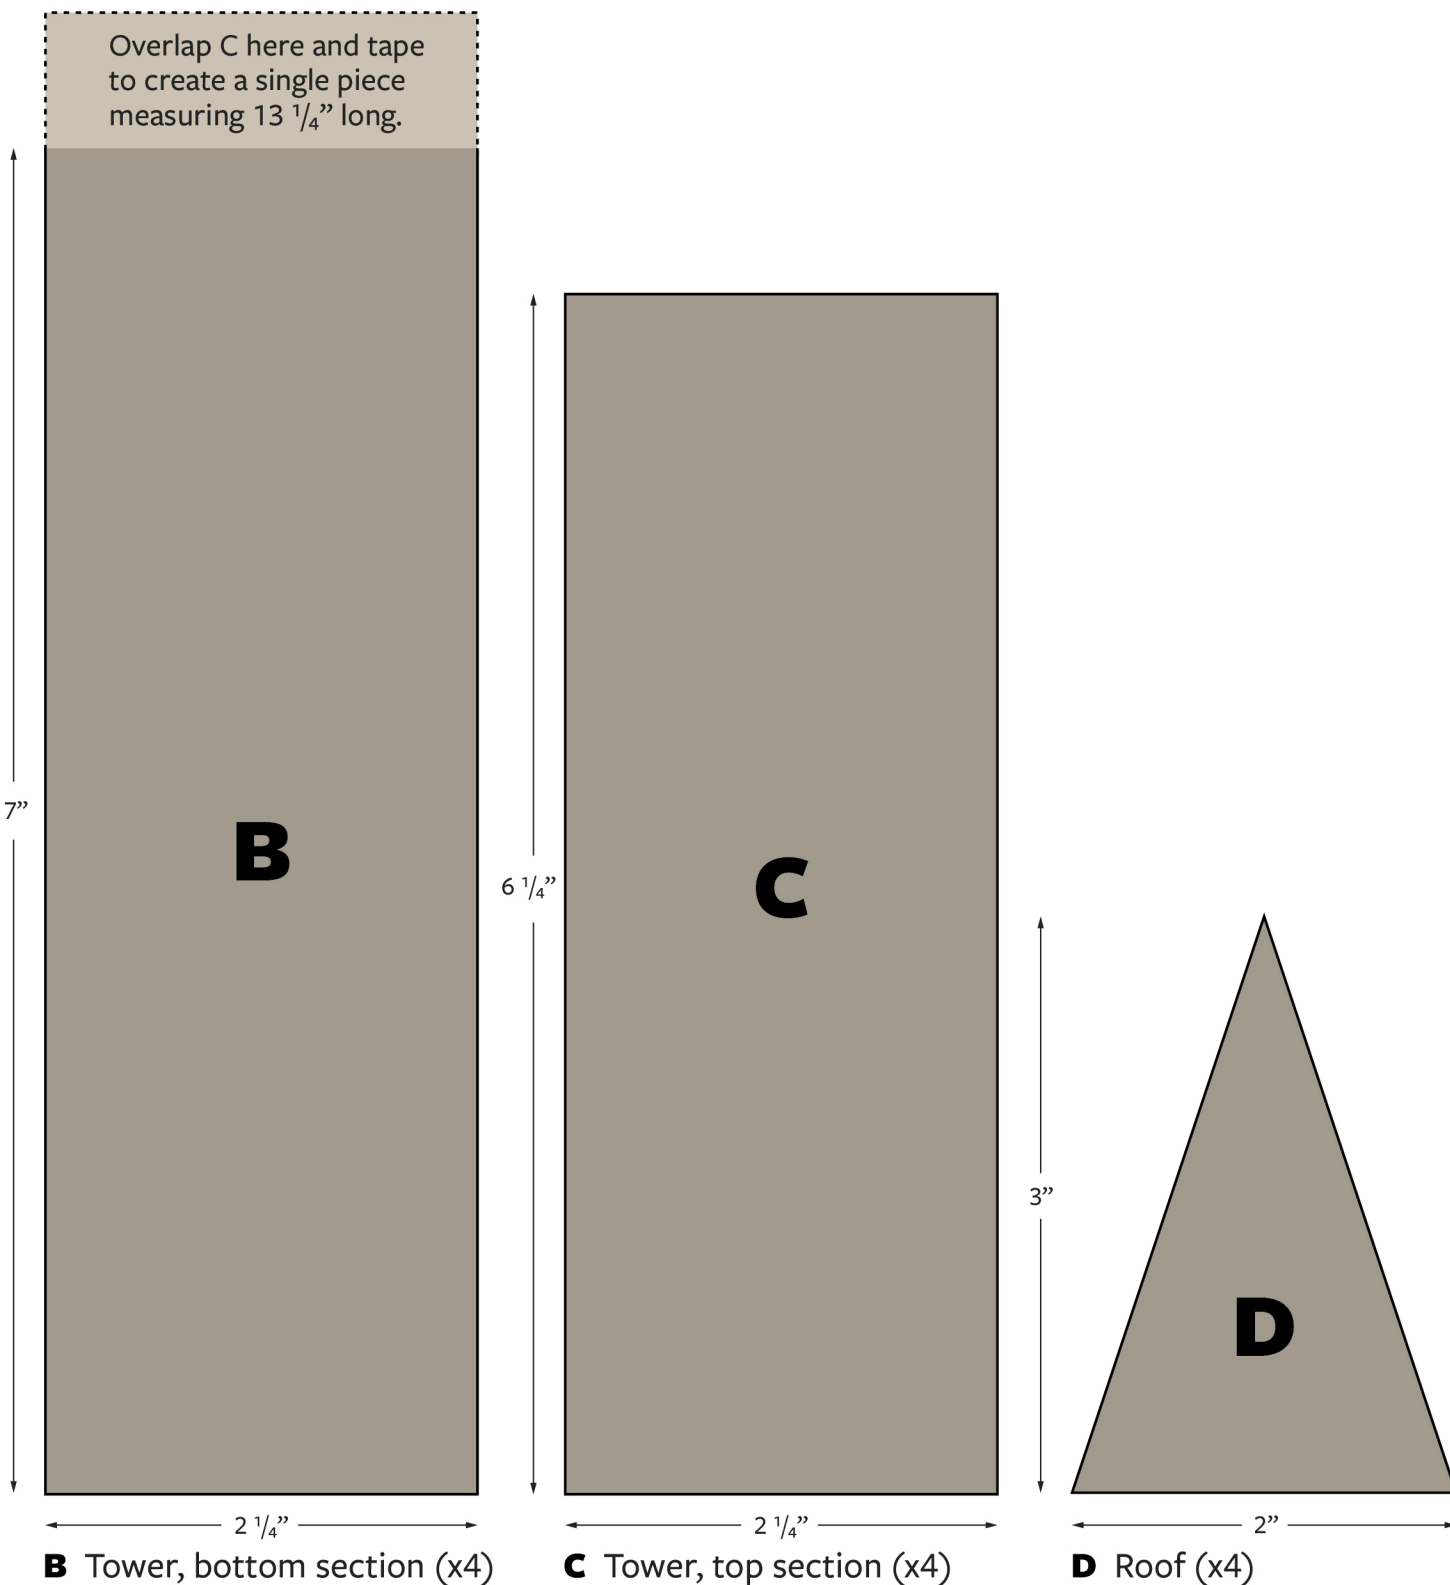 Overlap C here and tape
to create a single piece
measuring 13 1/4” long.
7”
B
6 1/4”
C
3”
D
2 1/4”
2 1/4”
2”
B Tower, bottom section (x4)
C Tower, top section (x4)
D Roof (x4)